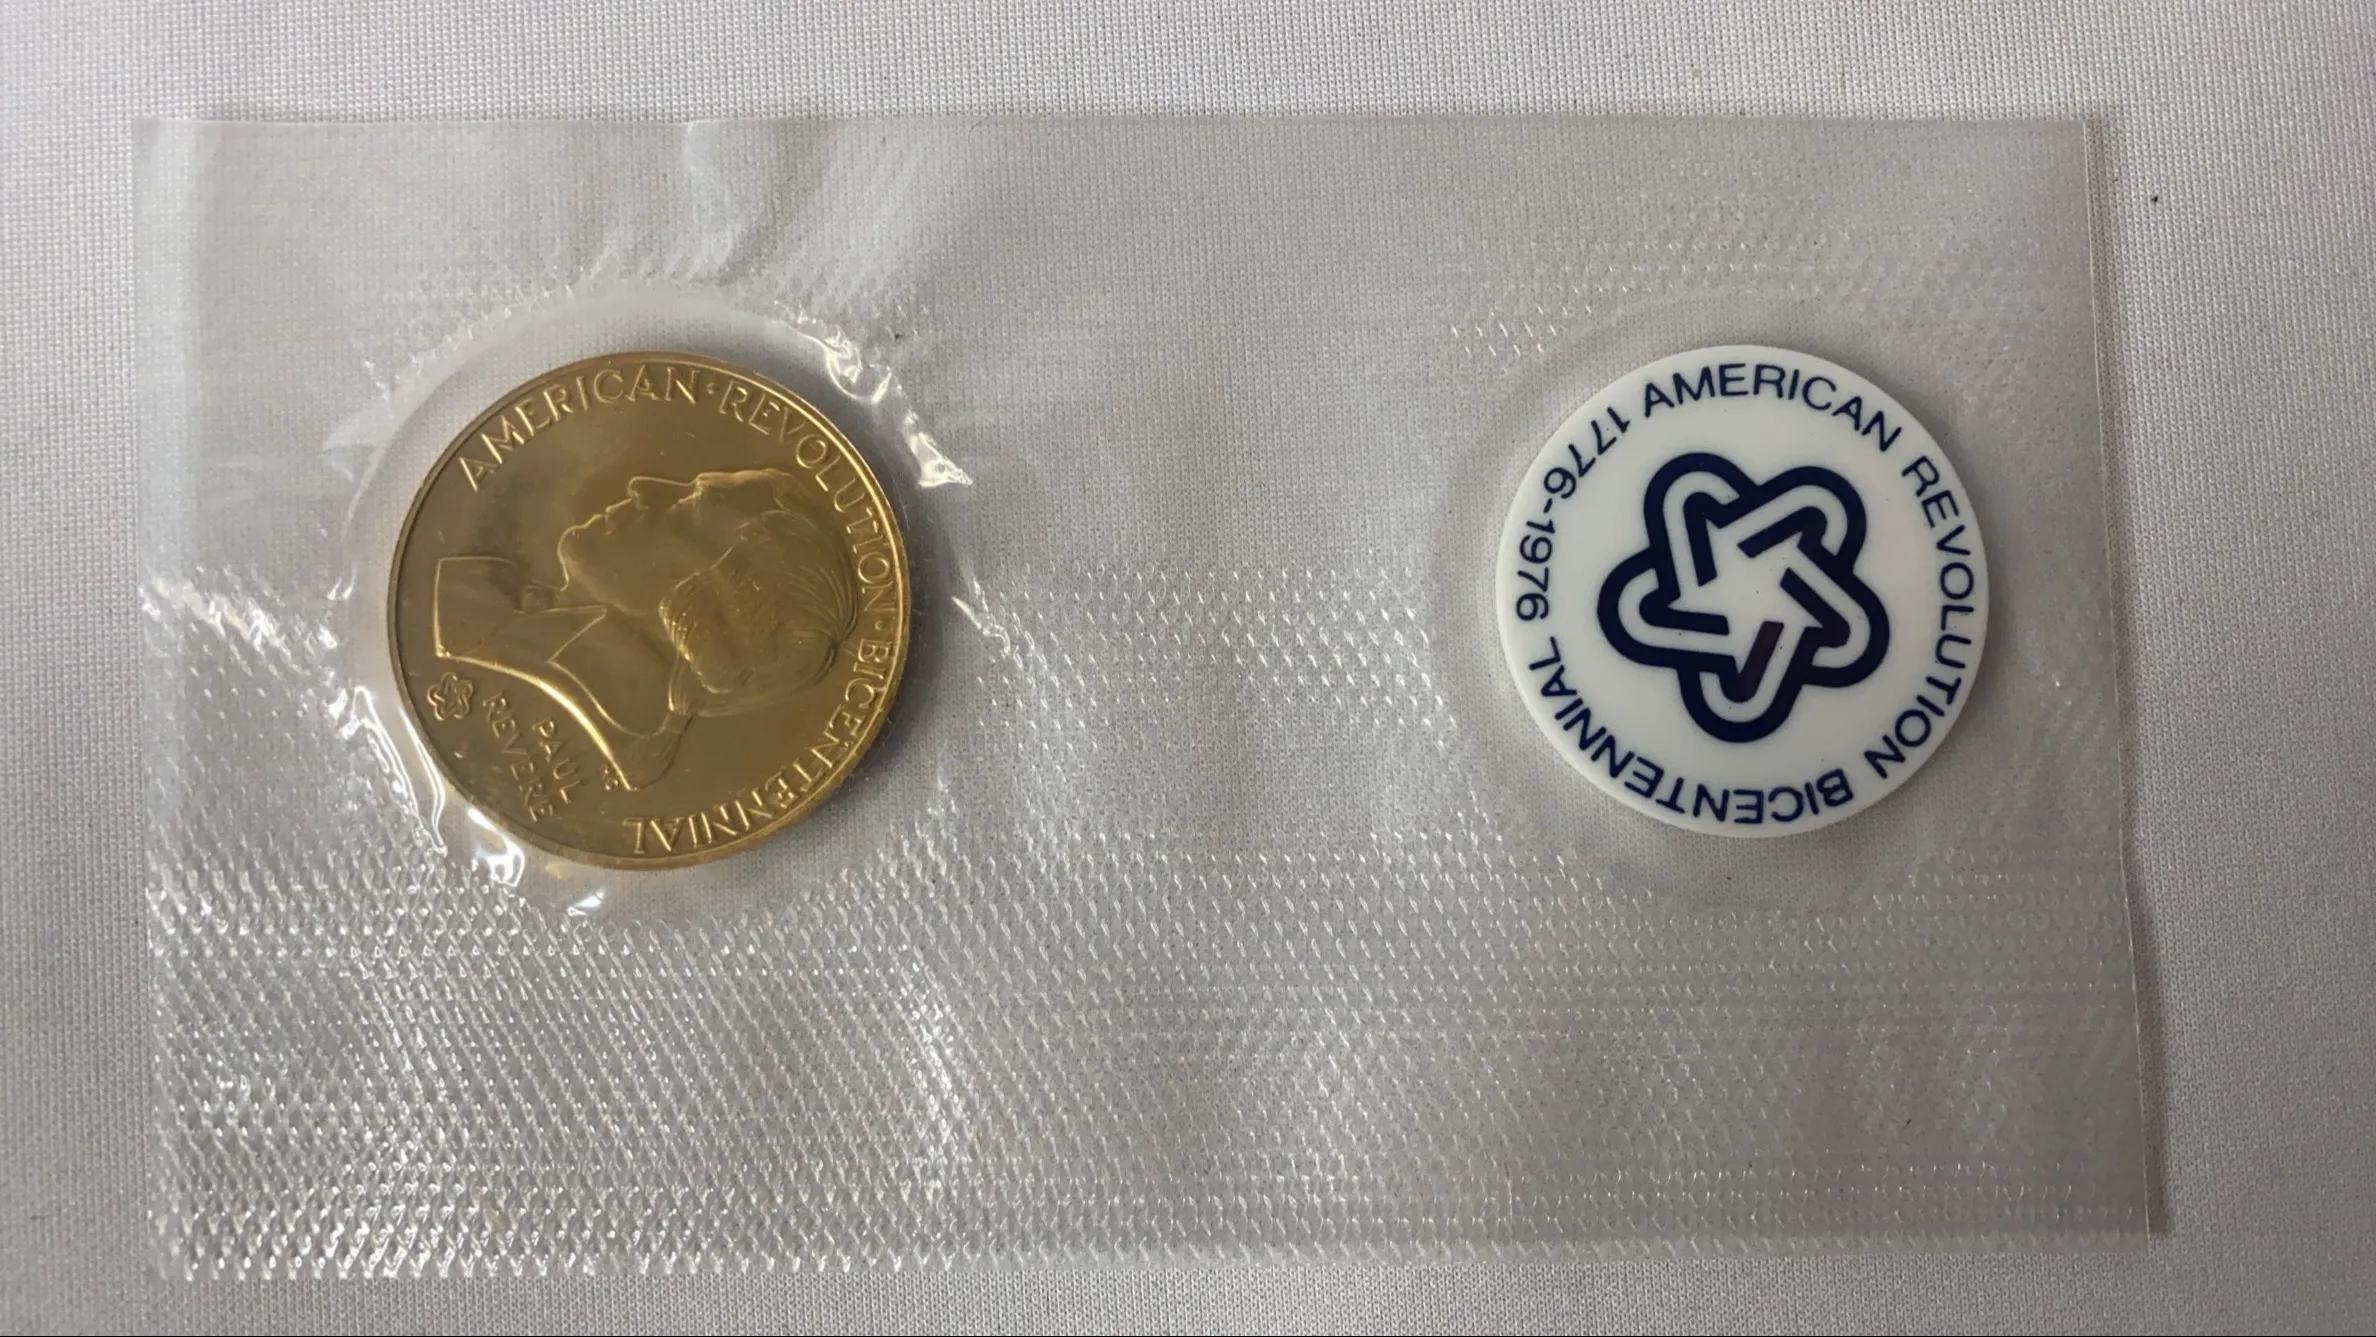 AMERICAN·REVOLUTION·BICENTENNIAL
PAUL
REVERE
AMERICAN REVOLUTION BICENTENNIAL 1776-1976